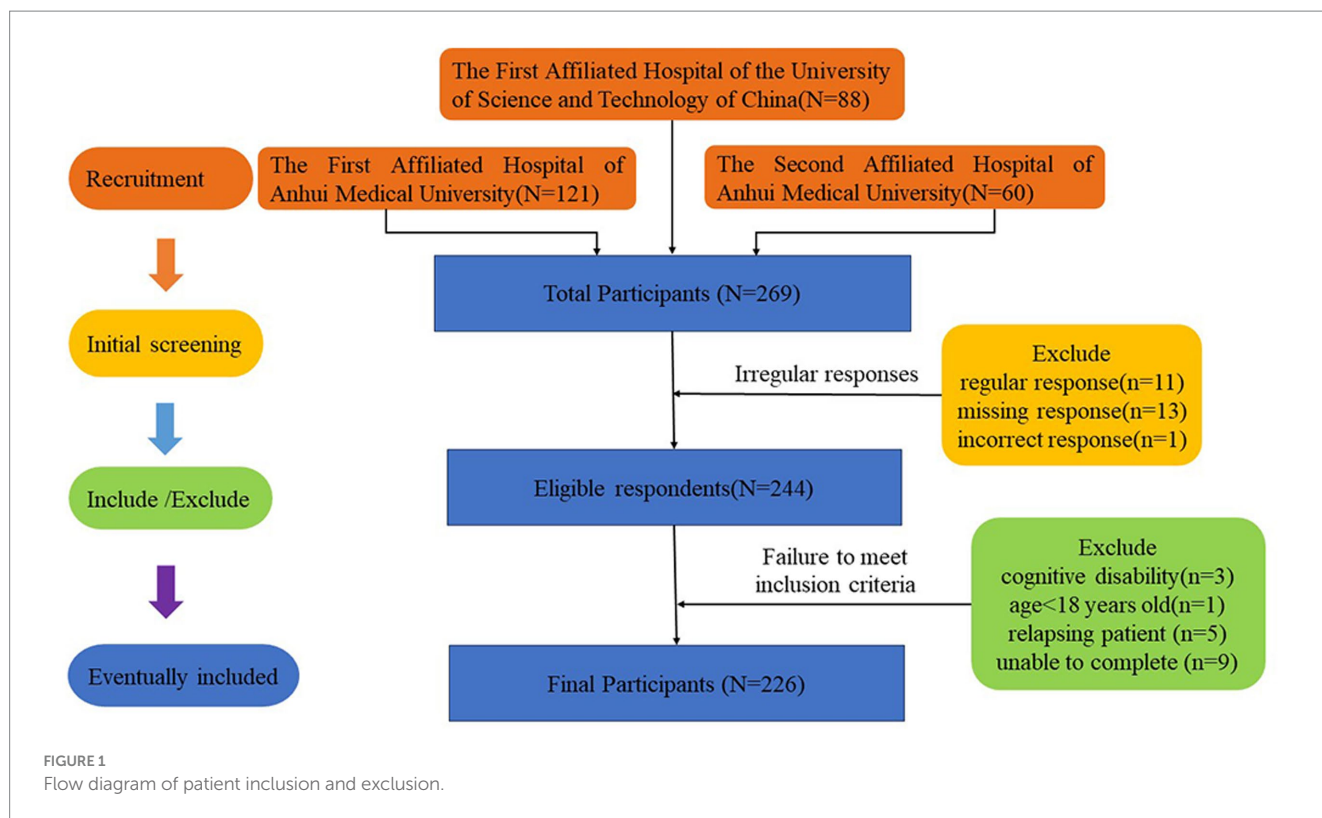 The First Affiliated Hospital of the University
of Science and Technology of China(N=88)
Recruitment
The First Affiliated Hospital of
Anhui Medical University(N=121)
The Second Affiliated Hospital of
Anhui Medical University(N=60)
Total Participants (N=269)
Initial screening
Irregular responses
Exclude
regular response(n=11)
missing response(n=13)
incorrect response(n=1)
Include /Exclude
Eligible respondents(N=244)
Failure to meet
inclusion criteria
Exclude
cognitive disability(n=3)
age<18 years old(n=1)
relapsing patient (n=5)
unable to complete (n=9)
Eventually included
Final Participants (N=226)
FIGURE 1
Flow diagram of patient inclusion and exclusion.